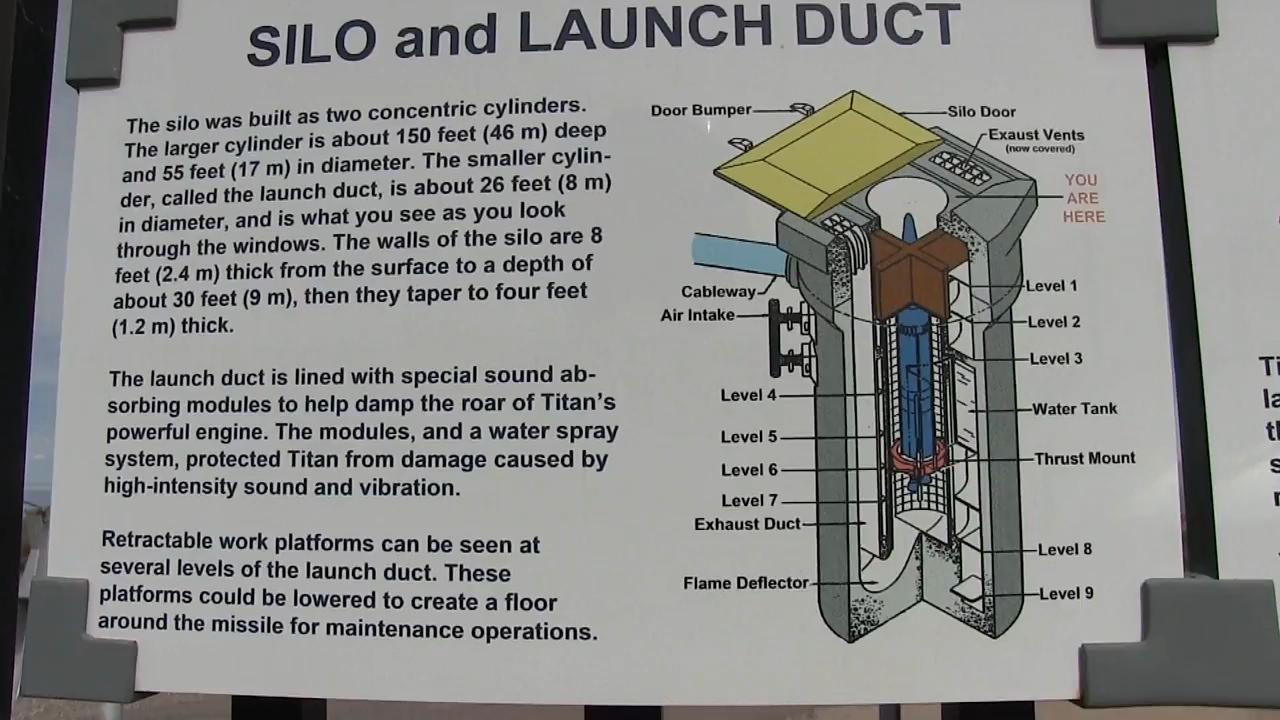 SILO and LAUNCH DUCT
The silo was built as two concentric cylinders.
The larger cylinder is about 150 feet (46 m) deep
and 55 feet (17 m) in diameter. The smaller cylin-
der, called the launch duct, is about 26 feet (8 m)
in diameter, and is what you see as you look
through the windows. The walls of the silo are 8
feet (2.4 m) thick from the surface to a depth of
about 30 feet (9 m), then they taper to four feet
(1.2 m) thick.
The launch duct is lined with special sound ab-
sorbing modules to help damp the roar of Titan's
powerful engine. The modules, and a water spray
system, protected Titan from damage caused by
high-intensity sound and vibration.
Retractable work platforms can be seen at
several levels of the launch duct. These
platforms could be lowered to create a floor
around the missile for maintenance operations.
Door Bumper
Silo Door
Exaust Vents
(now covered)
YOU
ARE
HERE
Cableway
Air Intake
Level 1
Level 2
Level 3
Level 4
Water Tank
Level 5
Thrust Mount
Level 6
Level 7
Exhaust Duct
Level 8
Flame Deflector
Level 9